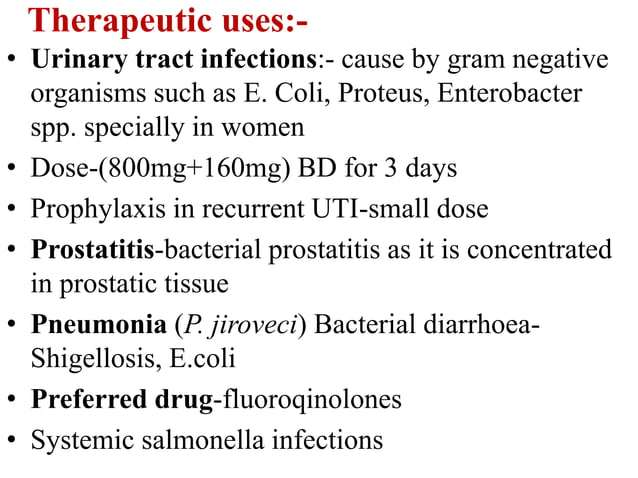 Therapeutic uses:-
• Urinary tract infections:- cause by gram negative
organisms such as E. Coli, Proteus, Enterobacter
spp. specially in women
• Dose-(800mg+160mg) BD for 3 days
• Prophylaxis in recurrent UTI-small dose
• Prostatitis-bacterial prostatitis as it is concentrated
in prostatic tissue
• Pneumonia (P. jiroveci) Bacterial diarrhoea-
Shigellosis, E.coli
• Preferred drug-fluoroqinolones
• Systemic salmonella infections